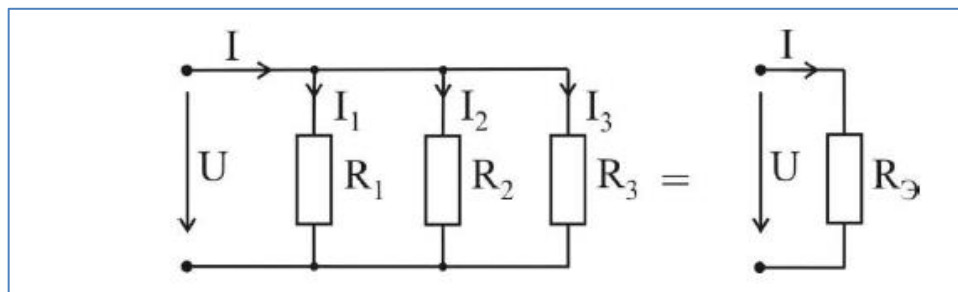 I I
I₁ I₂ I₃
U R₁ R₂ R₃ = U Rэ